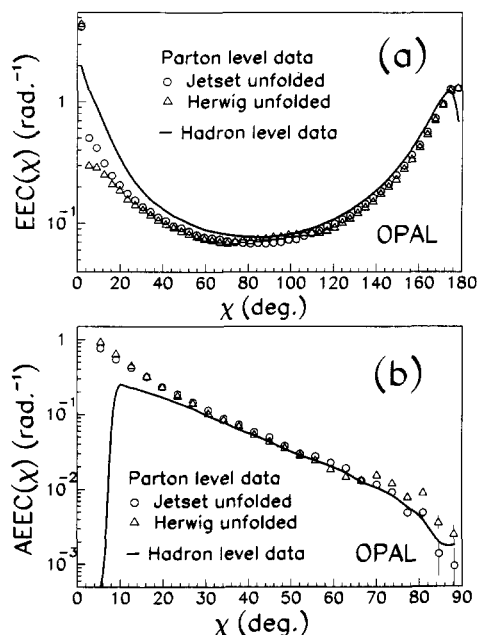 (a)
Parton level data
○ Jetset unfolded
△ Herwig unfolded
— Hadron level data
OPAL
EEC(χ) (rad.⁻¹)
1
10⁻¹
0 20 40 60 80 100 120 140 160 180
χ (deg.)
(b)
Parton level data
○ Jetset unfolded
△ Herwig unfolded
— Hadron level data
OPAL
AEEC(χ) (rad.⁻¹)
1
10⁻¹
10⁻²
10⁻³
0 10 20 30 40 50 60 70 80 90
χ (deg.)